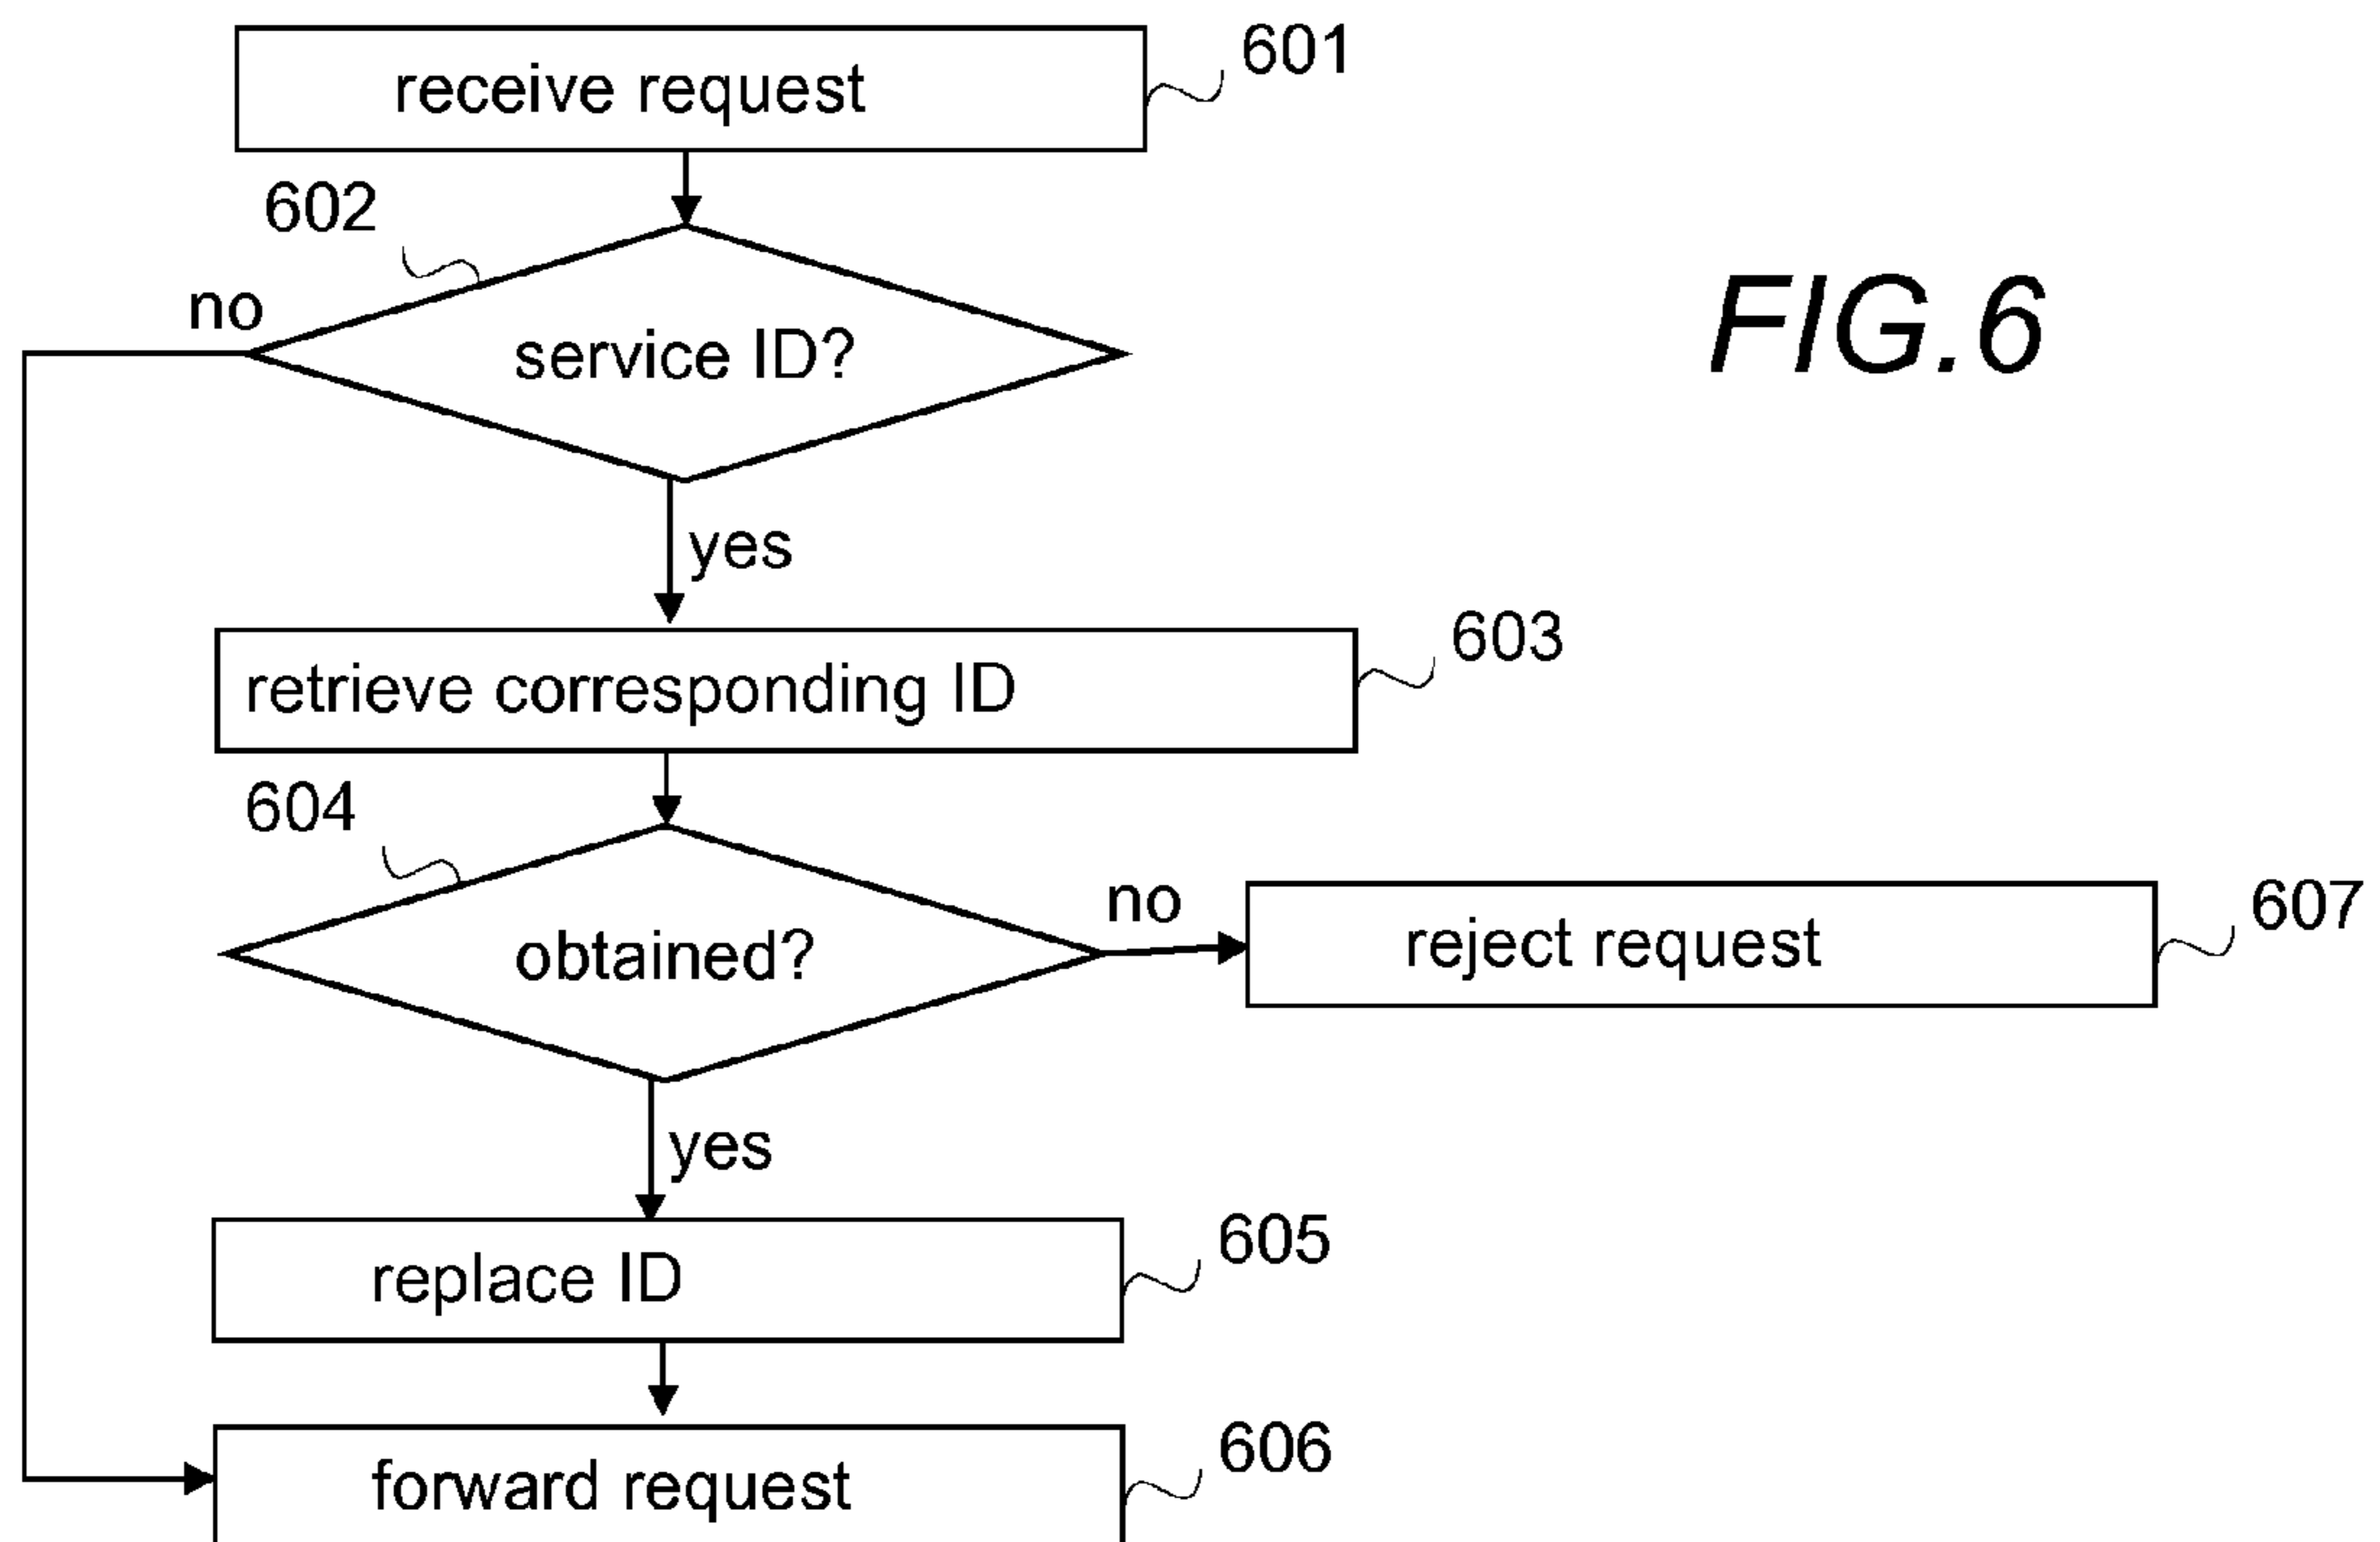 receive request
601
602
no
service ID?
FIG.6
yes
603
retrieve corresponding ID
604
no
607
obtained?
reject request
yes
605
replace ID
606
forward request